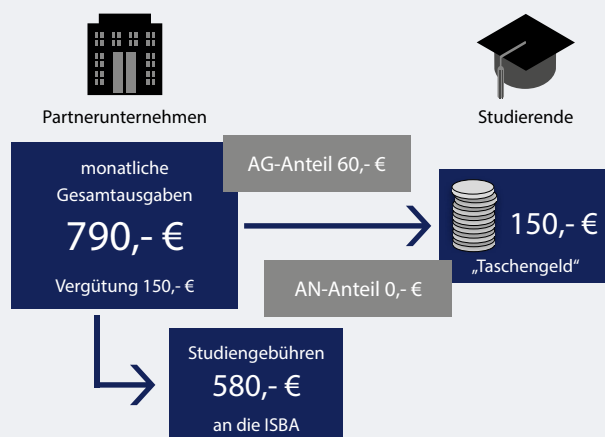 Partnerunternehmen
Studierende
monatliche
Gesamtausgaben
790,- €
Vergütung 150,- €
AG-Anteil 60,- €
AN-Anteil 0,- €
150,- €
„Taschengeld“
Studiengebühren
580,- €
an die ISBA